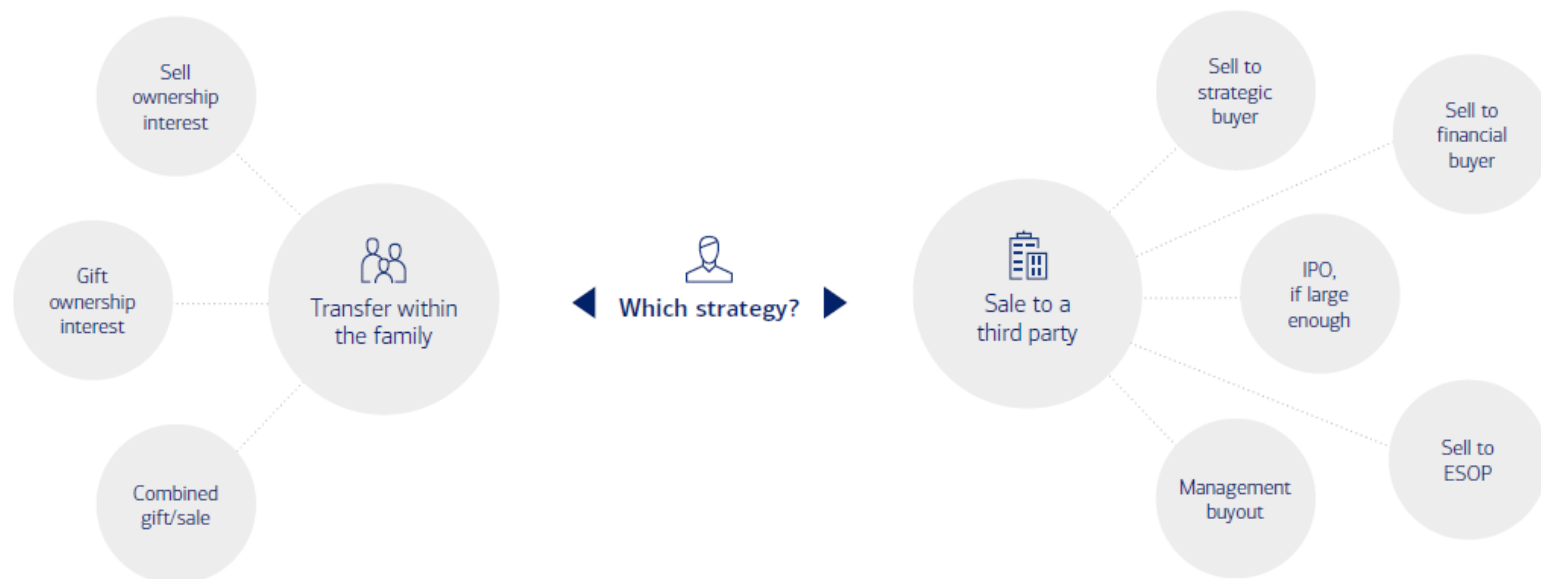 Sell
ownership
interest
Gift
ownership
interest
Combined
gift/sale
Transfer within
the family
Which strategy?
Sale to a
third party
Sell to
strategic
buyer
Sell to
financial
buyer
IPO,
if large
enough
Sell to
ESOP
Management
buyout